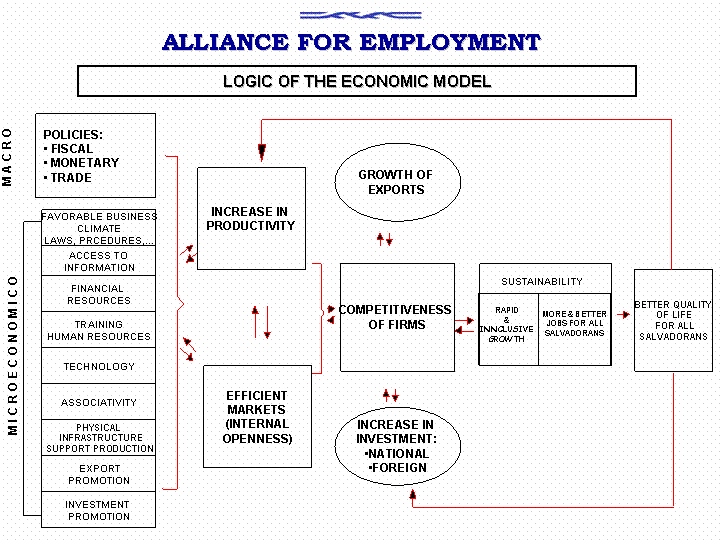 ALLIANCE FOR EMPLOYMENT
LOGIC OF THE ECONOMIC MODEL
MACRO
POLICIES:
• FISCAL
• MONETARY
• TRADE
MICROECONOMICO
FAVORABLE BUSINESS
CLIMATE
LAWS, PRCEDURES,...
ACCESS TO
INFORMATION
FINANCIAL
RESOURCES
TRAINING
HUMAN RESOURCES
TECHNOLOGY
ASSOCIATIVITY
PHYSICAL
INFRASTRUCTURE
SUPPORT PRODUCTION
EXPORT
PROMOTION
INVESTMENT
PROMOTION
INCREASE IN
PRODUCTIVITY
EFFICIENT
MARKETS
(INTERNAL
OPENNESS)
GROWTH OF
EXPORTS
COMPETITIVENESS
OF FIRMS
INCREASE IN
INVESTMENT:
•NATIONAL
•FOREIGN
SUSTAINABILITY
RAPID
&
INNCLUSIVE
GROWTH
MORE & BETTER
JOBS FOR ALL
SALVADORANS
BETTER QUALITY
OF LIFE
FOR ALL
SALVADORANS